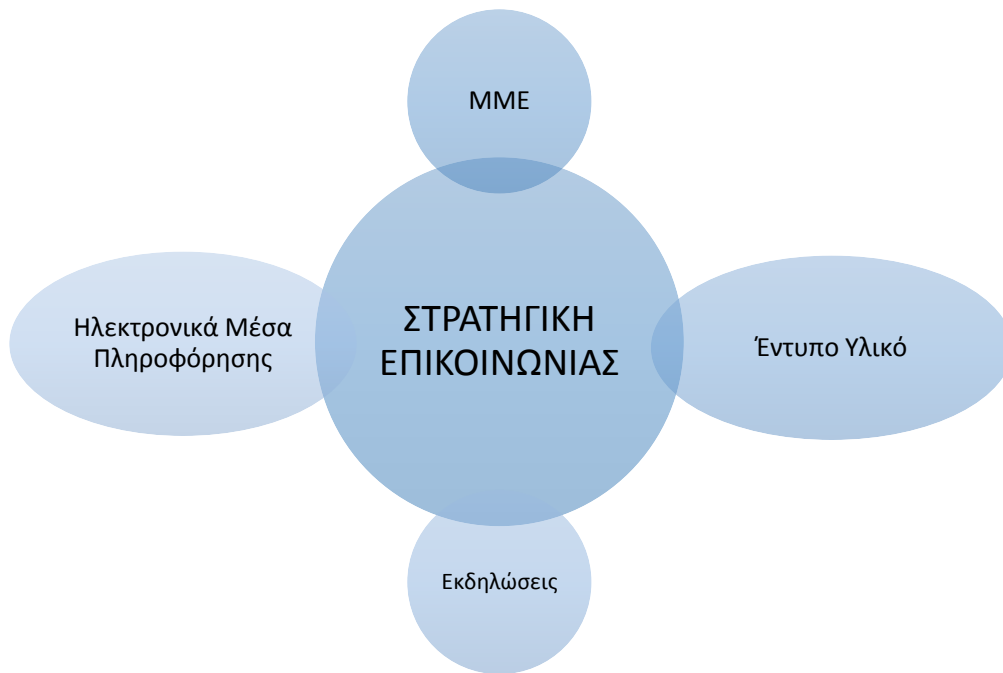 ΜΜΕ
ΣΤΡΑΤΗΓΙΚΗ
ΕΠΙΚΟΙΝΩΝΙΑΣ
Ηλεκτρονικά Μέσα
Πληροφόρησης
Έντυπο Υλικό
Εκδηλώσεις